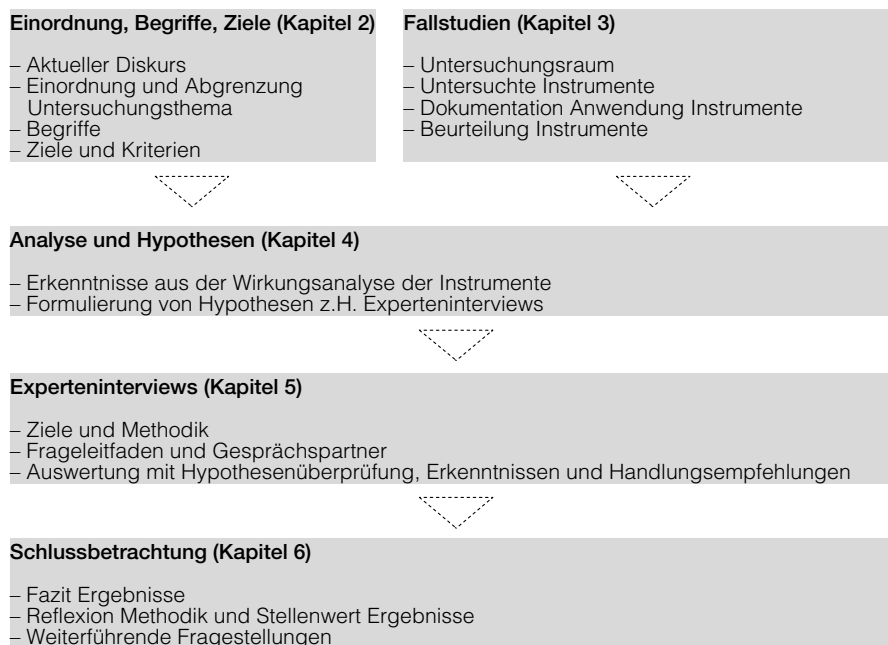 Einordnung, Begriffe, Ziele (Kapitel 2)
– Aktueller Diskurs
– Einordnung und Abgrenzung
Untersuchungsthema
– Begriffe
– Ziele und Kriterien
Fallstudien (Kapitel 3)
– Untersuchungsraum
– Untersuchte Instrumente
– Dokumentation Anwendung Instrumente
– Beurteilung Instrumente
Analyse und Hypothesen (Kapitel 4)
– Erkenntnisse aus der Wirkungsanalyse der Instrumente
– Formulierung von Hypothesen z.H. Experteninterviews
Experteninterviews (Kapitel 5)
– Ziele und Methodik
– Frageleitfaden und Gesprächspartner
– Auswertung mit Hypothesenüberprüfung, Erkenntnissen und Handlungsempfehlungen
Schlussbetrachtung (Kapitel 6)
– Fazit Ergebnisse
– Reflexion Methodik und Stellenwert Ergebnisse
– Weiterführende Fragestellungen